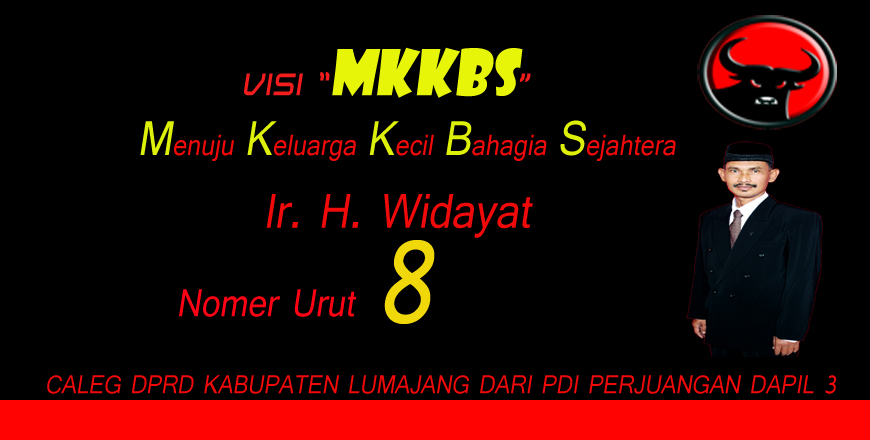 VISI "MKKBS"
Menuju Keluarga Kecil Bahagia Sejahtera
Ir. H. Widayat
Nomer Urut 8
CALEG DPRD KABUPATEN LUMAJANG DARI PDI PERJUANGAN DAPIL 3